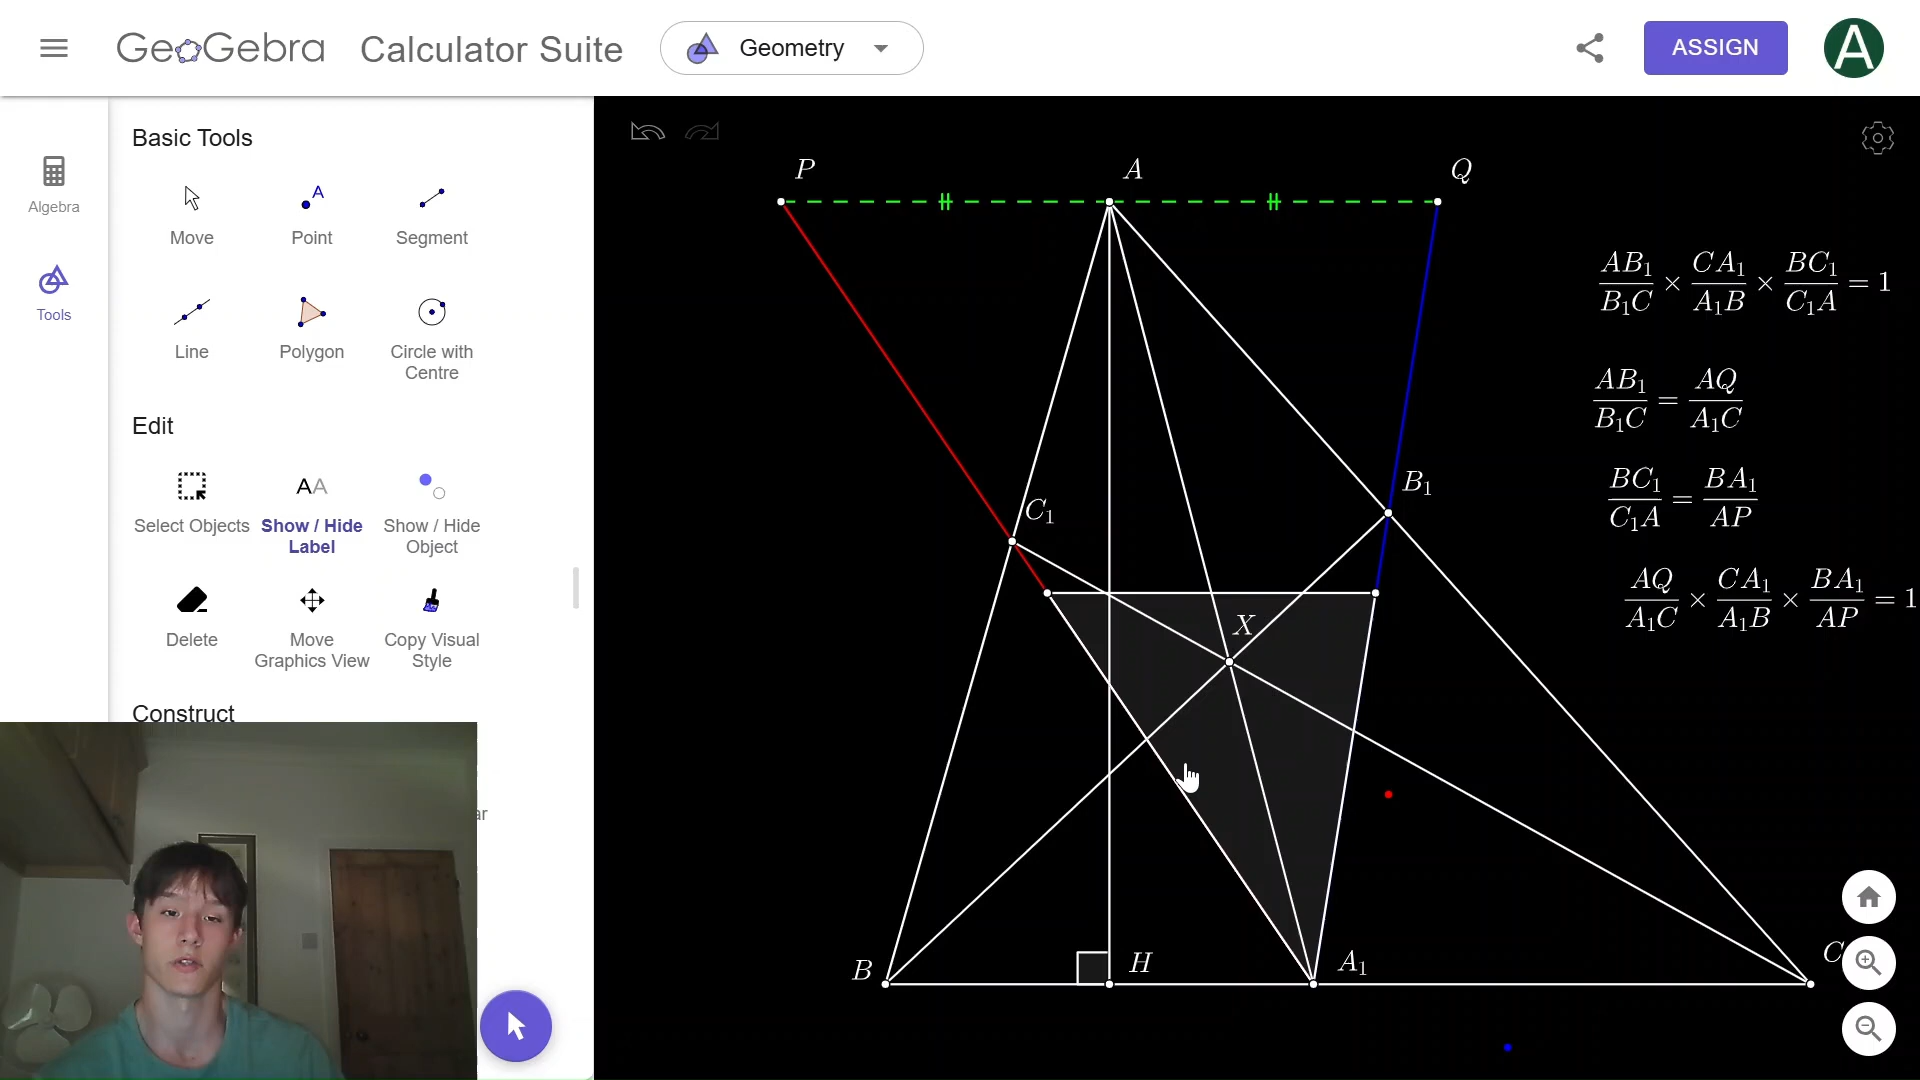 GeoGebra Calculator Suite Geometry ASSIGN A
Algebra
Tools
Basic Tools
Move Point Segment
Line Polygon Circle with
Centre
Edit
Select Objects Show / Hide Show / Hide
Label Object
Delete Move Copy Visual
Graphics View Style
Construct
ar
P A Q
C₁ B₁
X
B H A₁ C
AB₁/B₁C × CA₁/A₁B × BC₁/C₁A = 1
AB₁/B₁C = AQ/A₁C
BC₁/C₁A = BA₁/AP
AQ/A₁C × CA₁/A₁B × BA₁/AP = 1